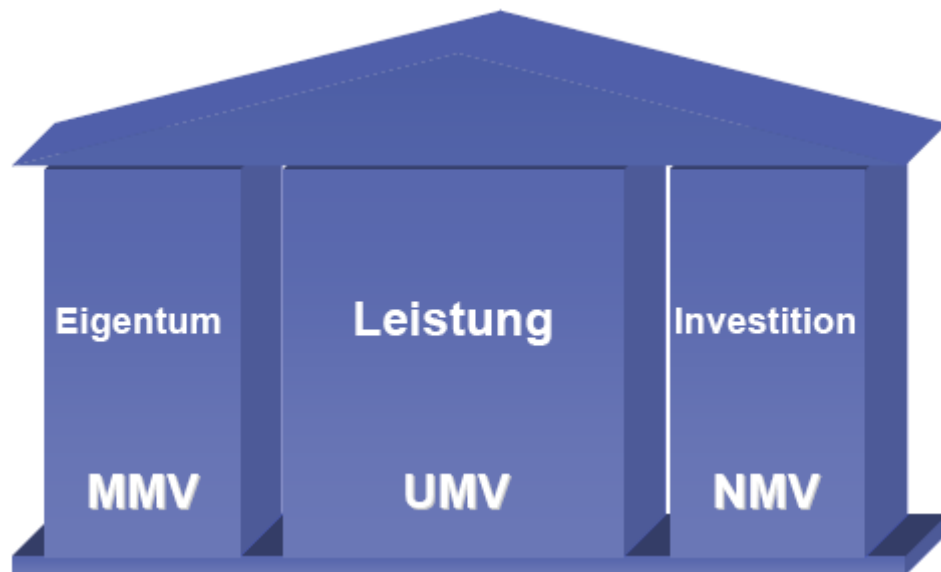 Eigentum
Leistung
Investition
MMV
UMV
NMV